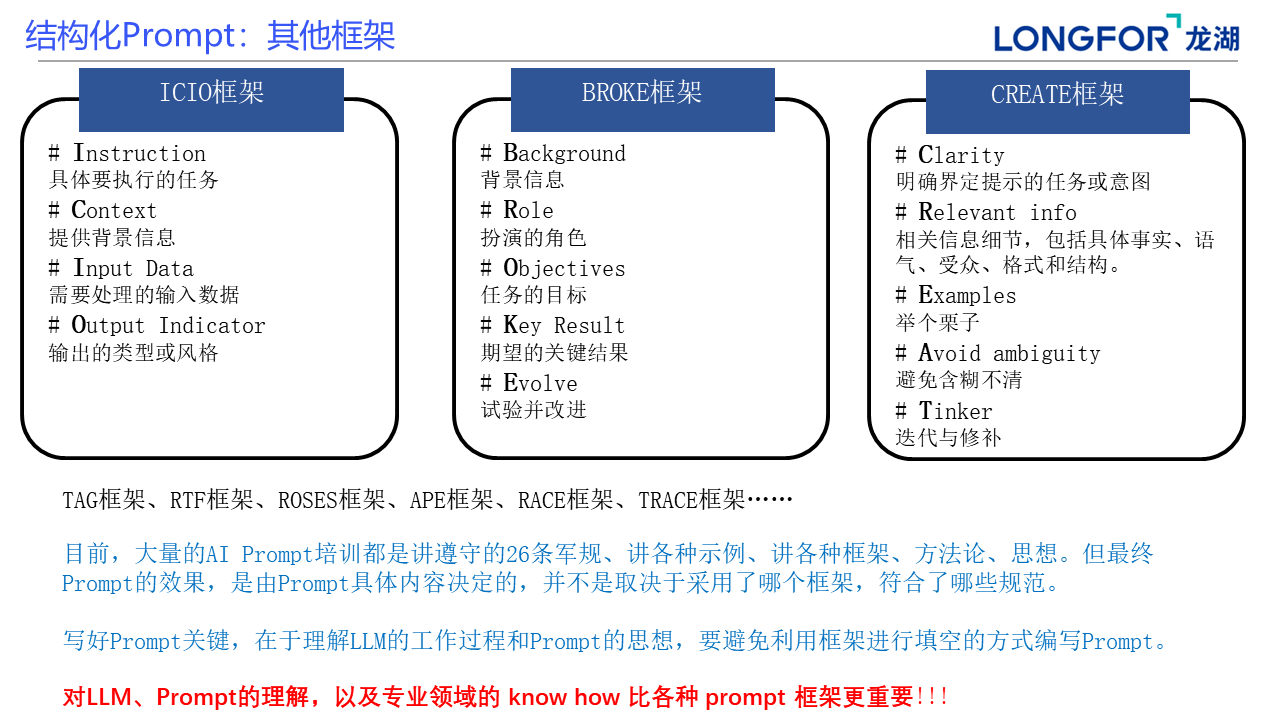 结构化Prompt：其他框架
LONGFOR 龙湖
ICIO框架
# Instruction
具体要执行的任务
# Context
提供背景信息
# Input Data
需要处理的输入数据
# Output Indicator
输出的类型或风格
BROKE框架
# Background
背景信息
# Role
扮演的角色
# Objectives
任务的目标
# Key Result
期望的关键结果
# Evolve
试验并改进
CREATE框架
# Clarity
明确界定提示的任务或意图
# Relevant info
相关信息细节，包括具体事实、语
气、受众、格式和结构。
# Examples
举个栗子
# Avoid ambiguity
避免含糊不清
# Tinker
迭代与修补
TAG框架、RTF框架、ROSES框架、APE框架、RACE框架、TRACE框架……
目前，大量的AI Prompt培训都是讲遵守的26条军规、讲各种示例、讲各种框架、方法论、思想。但最终
Prompt的效果，是由Prompt具体内容决定的，并不是取决于采用了哪个框架，符合了哪些规范。
写好Prompt关键，在于理解LLM的工作过程和Prompt的思想，要避免利用框架进行填空的方式编写Prompt。
对LLM、Prompt的理解，以及专业领域的 know how 比各种 prompt 框架更重要!!!